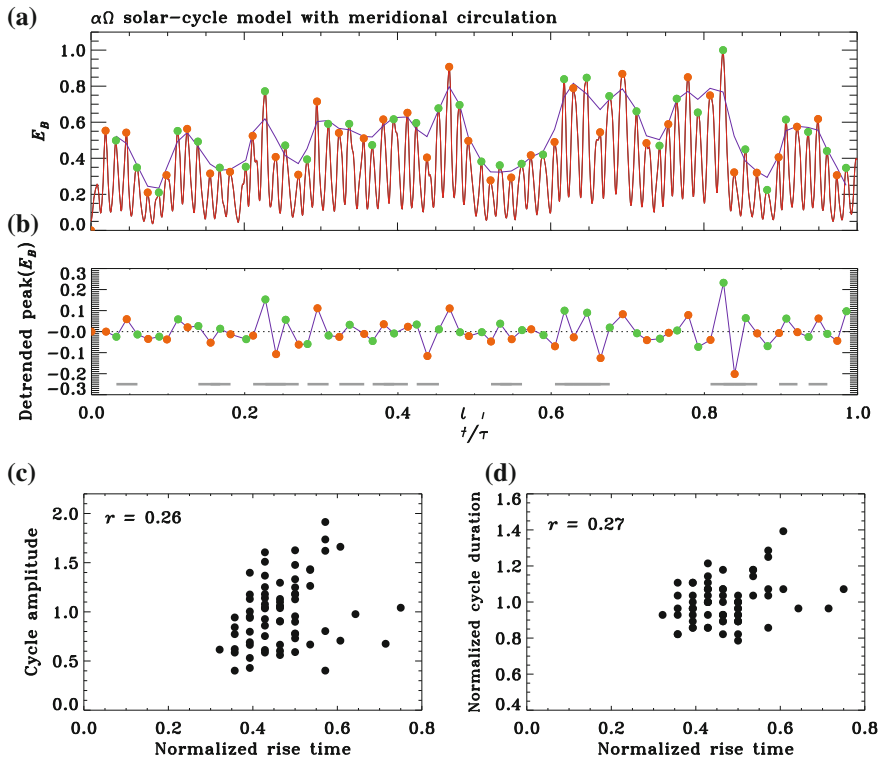 (a)
αΩ solar-cycle model with meridional circulation
1.0
0.8
0.6
0.4
0.2
0.0
E_B
(b)
0.3
0.2
0.1
-0.0
-0.1
-0.2
-0.3
Detrended peak(E_B)
0.0 0.2 0.4 0.6 0.8 1.0
t/τ
(c)
r = 0.26
2.0
1.5
1.0
0.5
0.0
Cycle amplitude
0.0 0.2 0.4 0.6 0.8
Normalized rise time
(d)
r = 0.27
1.6
1.4
1.2
1.0
0.8
0.6
0.4
Normalized cycle duration
0.0 0.2 0.4 0.6 0.8
Normalized rise time